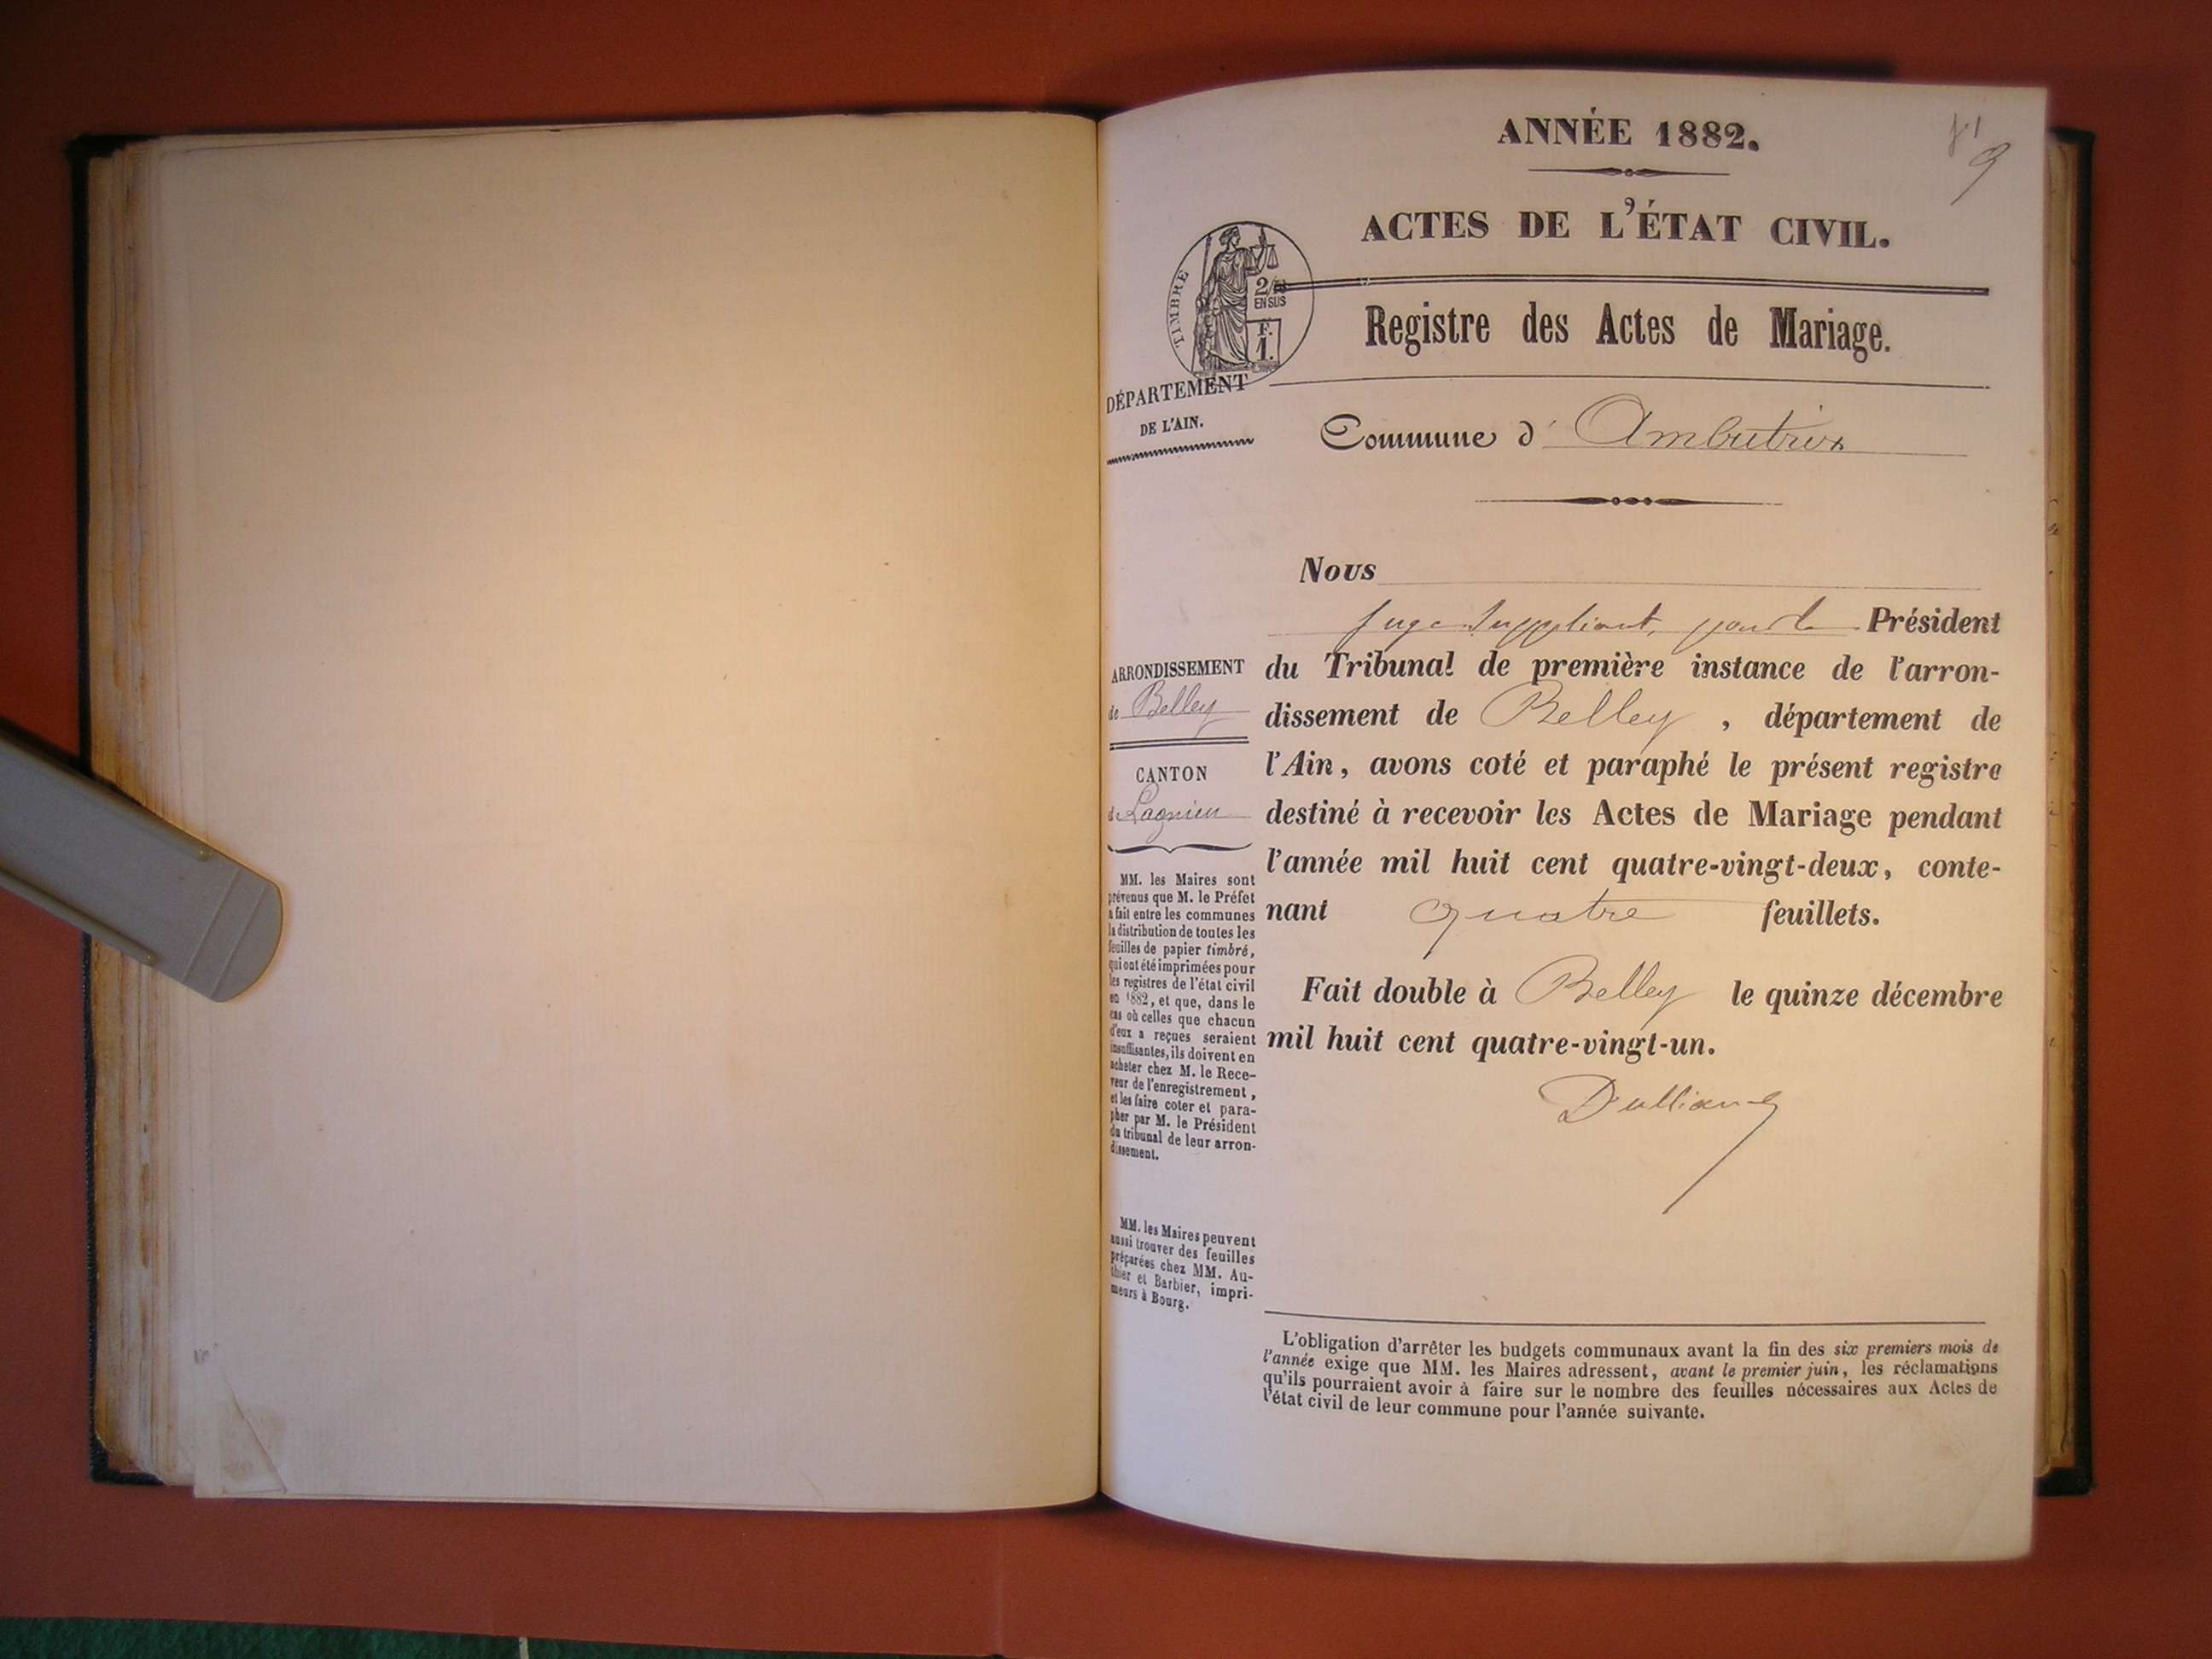 ANNÉE 1882.
ACTES DE L'ÉTAT CIVIL.
TIMBRE
2/10
EN SUS
F.
1.
Registre des Actes de Mariage.
DÉPARTEMENT
DE L'AIN.
Commune d' Ambutrix
Nous
Juge Suppléant, pour le Président
du Tribunal de première instance de l'arron-
dissement de Belley , département de
l'Ain, avons coté et paraphé le présent registre
destiné à recevoir les Actes de Mariage pendant
l'année mil huit cent quatre-vingt-deux, conte-
nant quatre feuillets.
Fait double à Belley le quinze décembre
mil huit cent quatre-vingt-un.
ARRONDISSEMENT
de Belley
CANTON
de Lagnieu
MM. les Maires sont
prévenus que M. le Préfet
a fait entre les communes
la distribution de toutes les
feuilles de papier timbré,
qui ont été imprimées pour
les registres de l'état civil
en 1882, et que, dans le
cas où celles que chacun
d'eux a reçues seraient
insuffisantes, ils doivent en
acheter chez M. le Rece-
veur de l'enregistrement,
et les faire coter et para-
pher par M. le Président
du tribunal de leur arron-
dissement.
MM. les Maires peuvent
aussi trouver des feuilles
préparées chez MM. Au-
thier et Barbier, impri-
meurs à Bourg.
L'obligation d'arrêter les budgets communaux avant la fin des six premiers mois de
l'année exige que MM. les Maires adressent, avant le premier juin, les réclamations
qu'ils pourraient avoir à faire sur le nombre des feuilles nécessaires aux Actes de
l'état civil de leur commune pour l'année suivante.